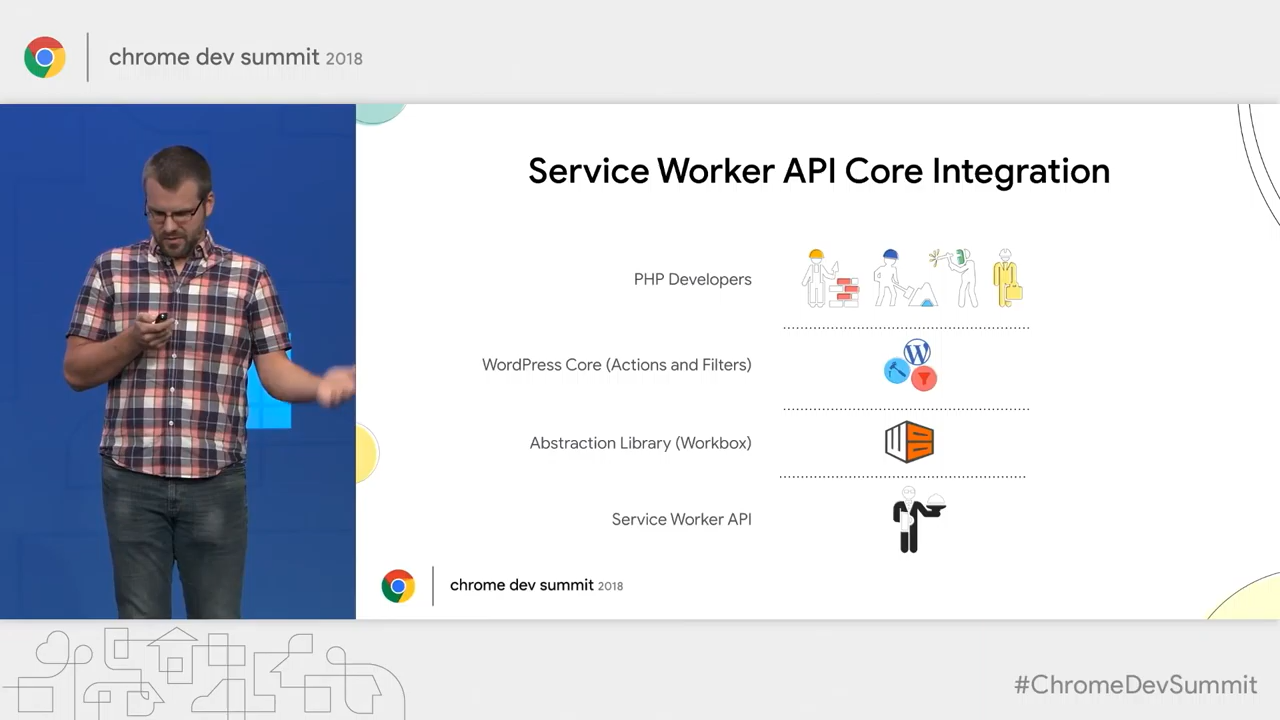 chrome dev summit 2018
Service Worker API Core Integration
PHP Developers
WordPress Core (Actions and Filters)
Abstraction Library (Workbox)
Service Worker API
chrome dev summit 2018
#ChromeDevSummit